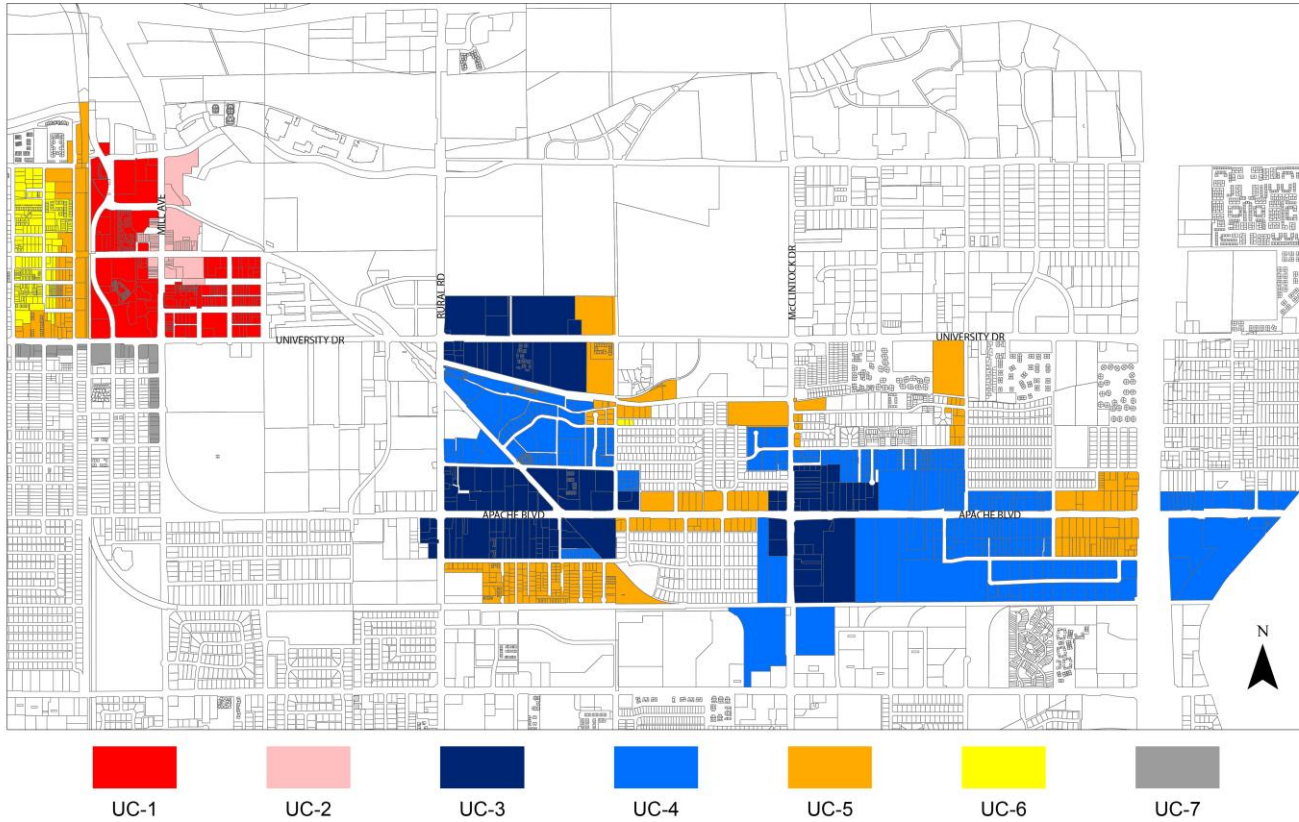 MILL AVE
RURAL RD
MCCLINTOCK DR
UNIVERSITY DR
UNIVERSITY DR
APACHE BLVD
APACHE BLVD
N
UC-1
UC-2
UC-3
UC-4
UC-5
UC-6
UC-7